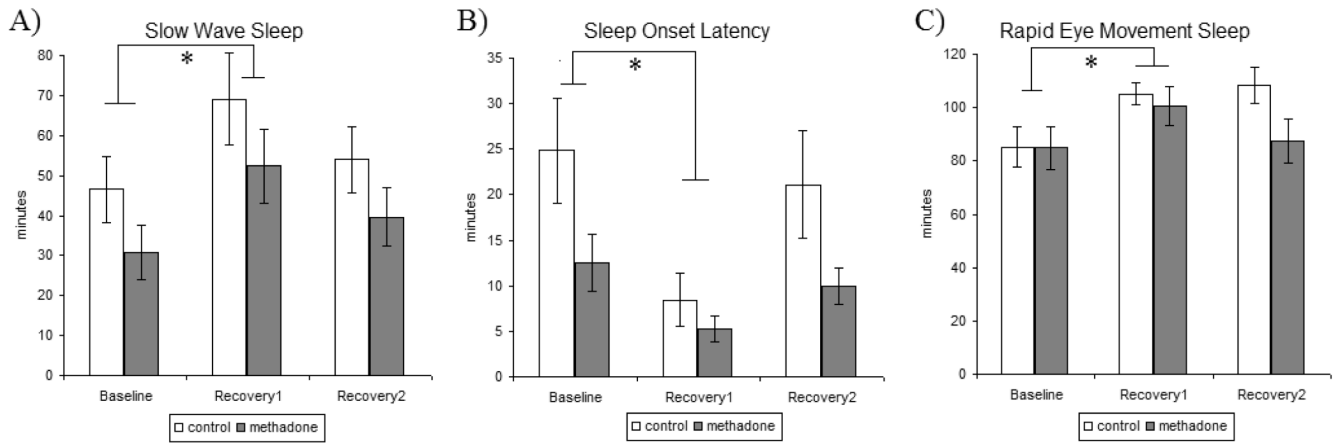 A)
Slow Wave Sleep
80
70
60
50
40
30
20
10
0
minutes
*
Baseline Recovery1 Recovery2
control methadone
B)
Sleep Onset Latency
35
30
25
20
15
10
5
0
minutes
*
Baseline Recovery1 Recovery2
control methadone
C)
Rapid Eye Movement Sleep
120
100
80
60
40
20
0
minutes
*
Baseline Recovery1 Recovery2
control methadone